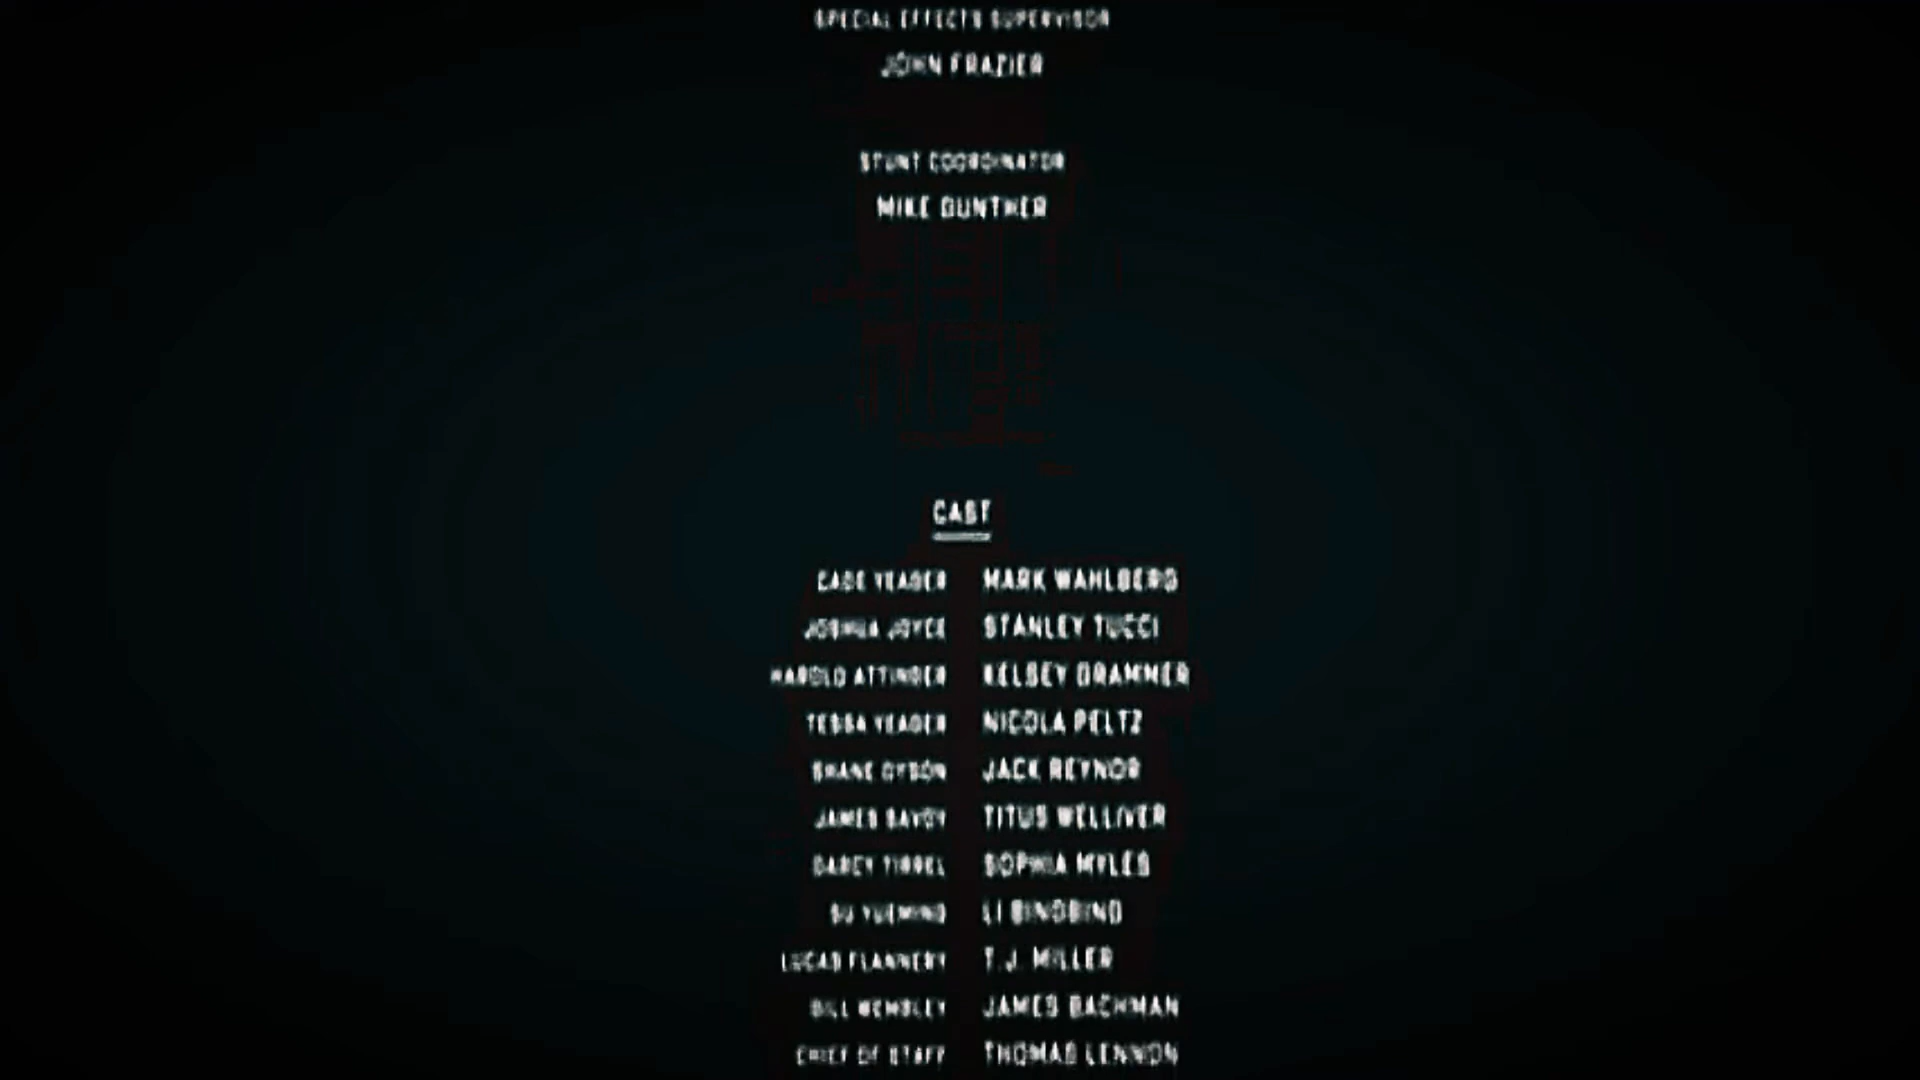 SPECIAL EFFECTS SUPERVISOR
JOHN FRAZIER
STUNT COORDINATOR
MIKE GUNTHER
CAST
CADE YEAGER MARK WAHLBERG
JOSHUA JOYCE STANLEY TUCCI
HAROLD ATTINGER KELSEY GRAMMER
TESSA YEAGER NICOLA PELTZ
SHANE DYSON JACK REYNOR
JAMES SAVOY TITUS WELLIVER
DARCY TIRREL SOPHIA MYLES
SU YUEMING LI BINGBING
LUCAS FLANNERY T.J. MILLER
BILL WEMBLEY JAMES BACHMAN
CHIEF OF STAFF THOMAS LENNON